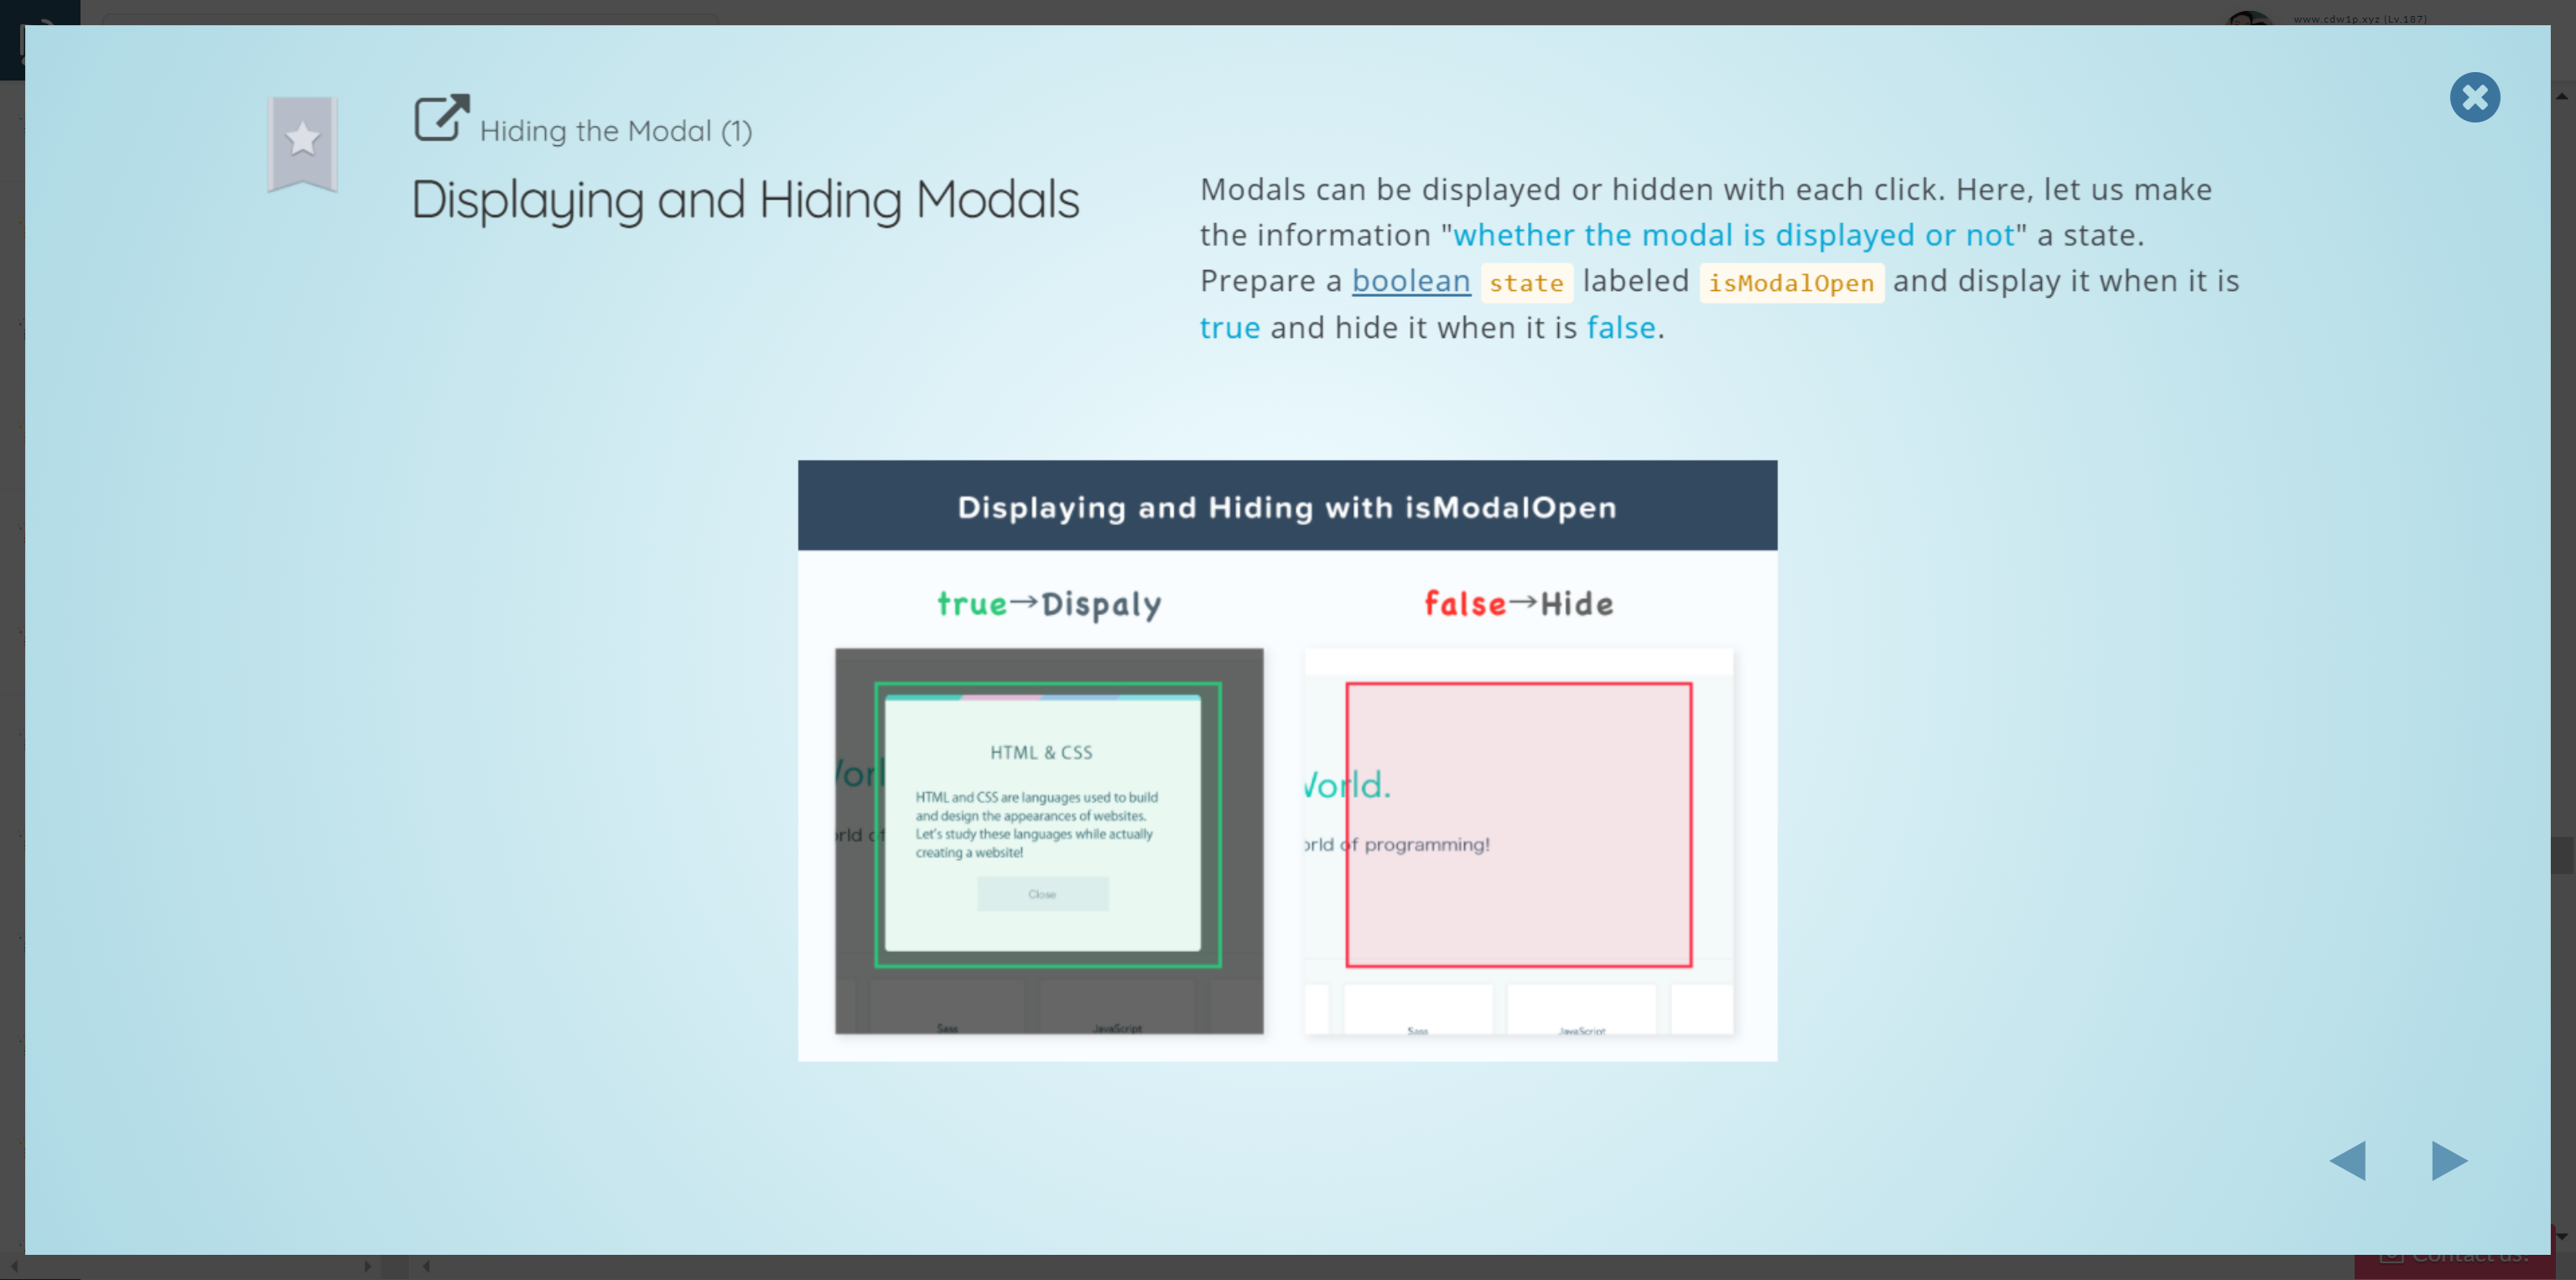 www.cdw1p.xyz (Lv.187)
Hiding the Modal (1)
Displaying and Hiding Modals
Modals can be displayed or hidden with each click. Here, let us make
the information "whether the modal is displayed or not" a state.
Prepare a boolean state labeled isModalOpen and display it when it is
true and hide it when it is false.
Displaying and Hiding with isModalOpen
true→Dispaly
false→Hide
HTML & CSS
HTML and CSS are languages used to build
and design the appearances of websites.
Let's study these languages while actually
creating a website!
Close
Sass
JavaScript
World.
orld of programming!
Sass
JavaScript
Contact us!